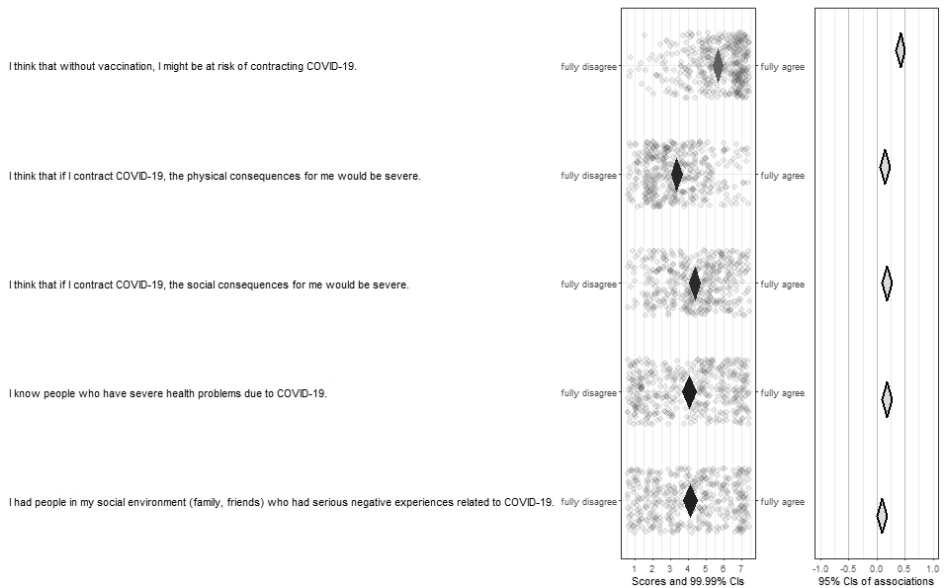 I think that without vaccination, I might be at risk of contracting COVID-19.
fully disagree
fully agree
I think that if I contract COVID-19, the physical consequences for me would be severe.
fully disagree
fully agree
I think that if I contract COVID-19, the social consequences for me would be severe.
fully disagree
fully agree
I know people who have severe health problems due to COVID-19.
fully disagree
fully agree
I had people in my social environment (family, friends) who had serious negative experiences related to COVID-19.
fully disagree
fully agree
1 2 3 4 5 6 7
-1.0 -0.5 0.0 0.5 1.0
Scores and 99.99% CIs
95% CIs of associations